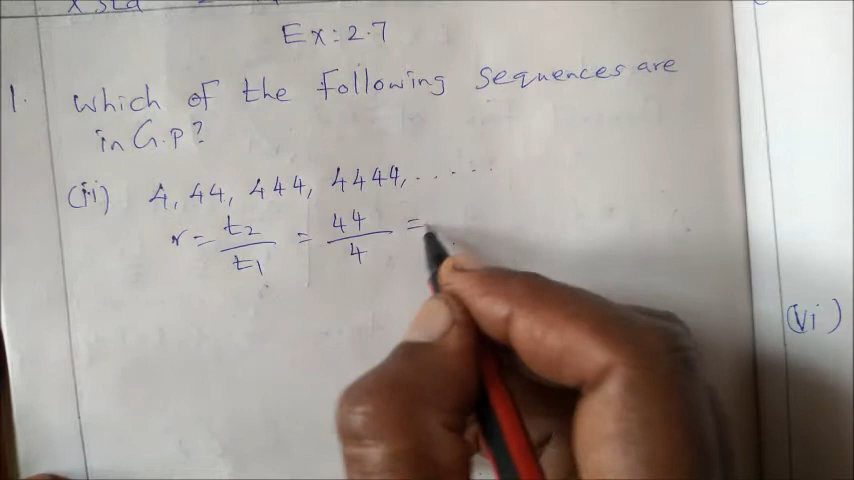 Ex: 2.7
1. Which of the following sequences are
in G.P?
(ii) 4, 44, 444, 4444, .....
r = t2/t1 = 44/4 =
(vi)